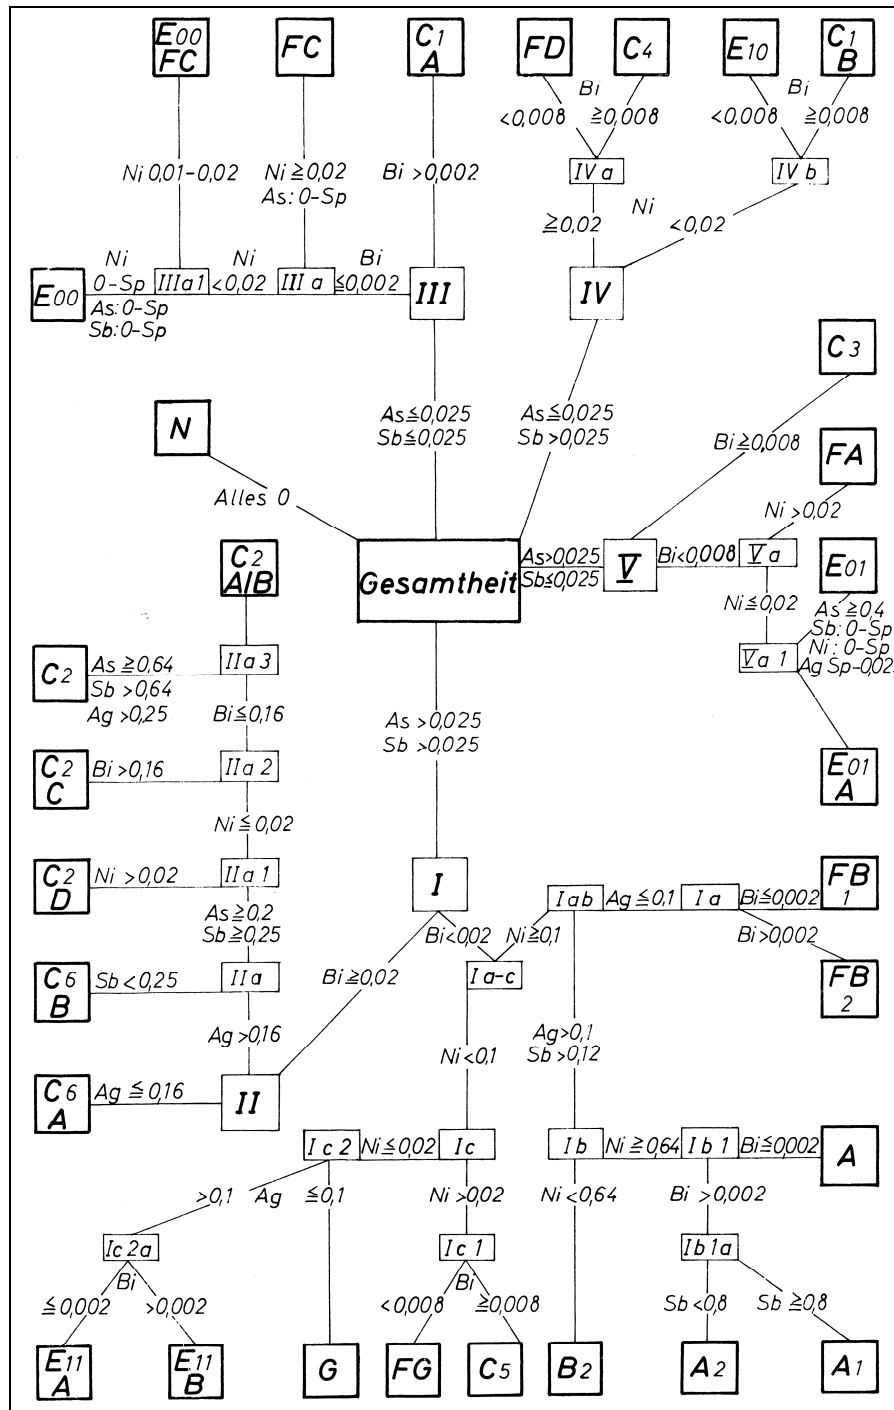 E00 FC
FC
C1 A
FD
C4
E10
C1 B
Bi
<0,008
≧0,008
Bi
<0,008
≧0,008
Ni 0,01-0,02
Ni ≧0,02
As: 0-Sp
Bi >0,002
IV a
IV b
Ni
≧0,02
<0,02
E00
Ni
0-Sp
As: 0-Sp
Sb: 0-Sp
III a 1
Ni
<0,02
III a
Bi
≦0,002
III
IV
C3
N
As≦0,025
Sb≦0,025
As≦0,025
Sb>0,025
Bi≧0,008
FA
Alles 0
Ni >0,02
C2 A/B
Gesamtheit
As>0,025
Sb≦0,025
V
Bi<0,008
V a
E01
Ni≦0,02
As ≧0,4
Sb: 0-Sp
Ni: 0-Sp
Ag Sp-0,02
V a 1
C2
As ≧0,64
Sb >0,64
Ag >0,25
II a 3
Bi≦0,16
As >0,025
Sb >0,025
C2 C
Bi >0,16
II a 2
E01 A
Ni ≦ 0,02
C2 D
Ni >0,02
II a 1
I
I ab
Ag ≦0,1
I a
Bi≦0,002
FB 1
As ≧0,2
Sb ≧0,25
Bi<0,02
Ni≧0,1
Bi>0,002
C6 B
Sb <0,25
II a
Bi≧0,02
I a-c
FB 2
Ag >0,16
Ni<0,1
Ag>0,1
Sb >0,12
C6 A
Ag ≦ 0,16
II
I c 2
Ni≦0,02
I c
I b
Ni ≧0,64
I b 1
Bi≦0,002
A
>0,1
Ag
≦0,1
Ni >0,02
Ni <0,64
Bi >0,002
I c 2 a
I c 1
I b 1 a
Bi
≦0,002
>0,002
Bi
<0,008
≧0,008
Sb <0,8
Sb ≧0,8
E11 A
E11 B
G
FG
C5
B2
A2
A1